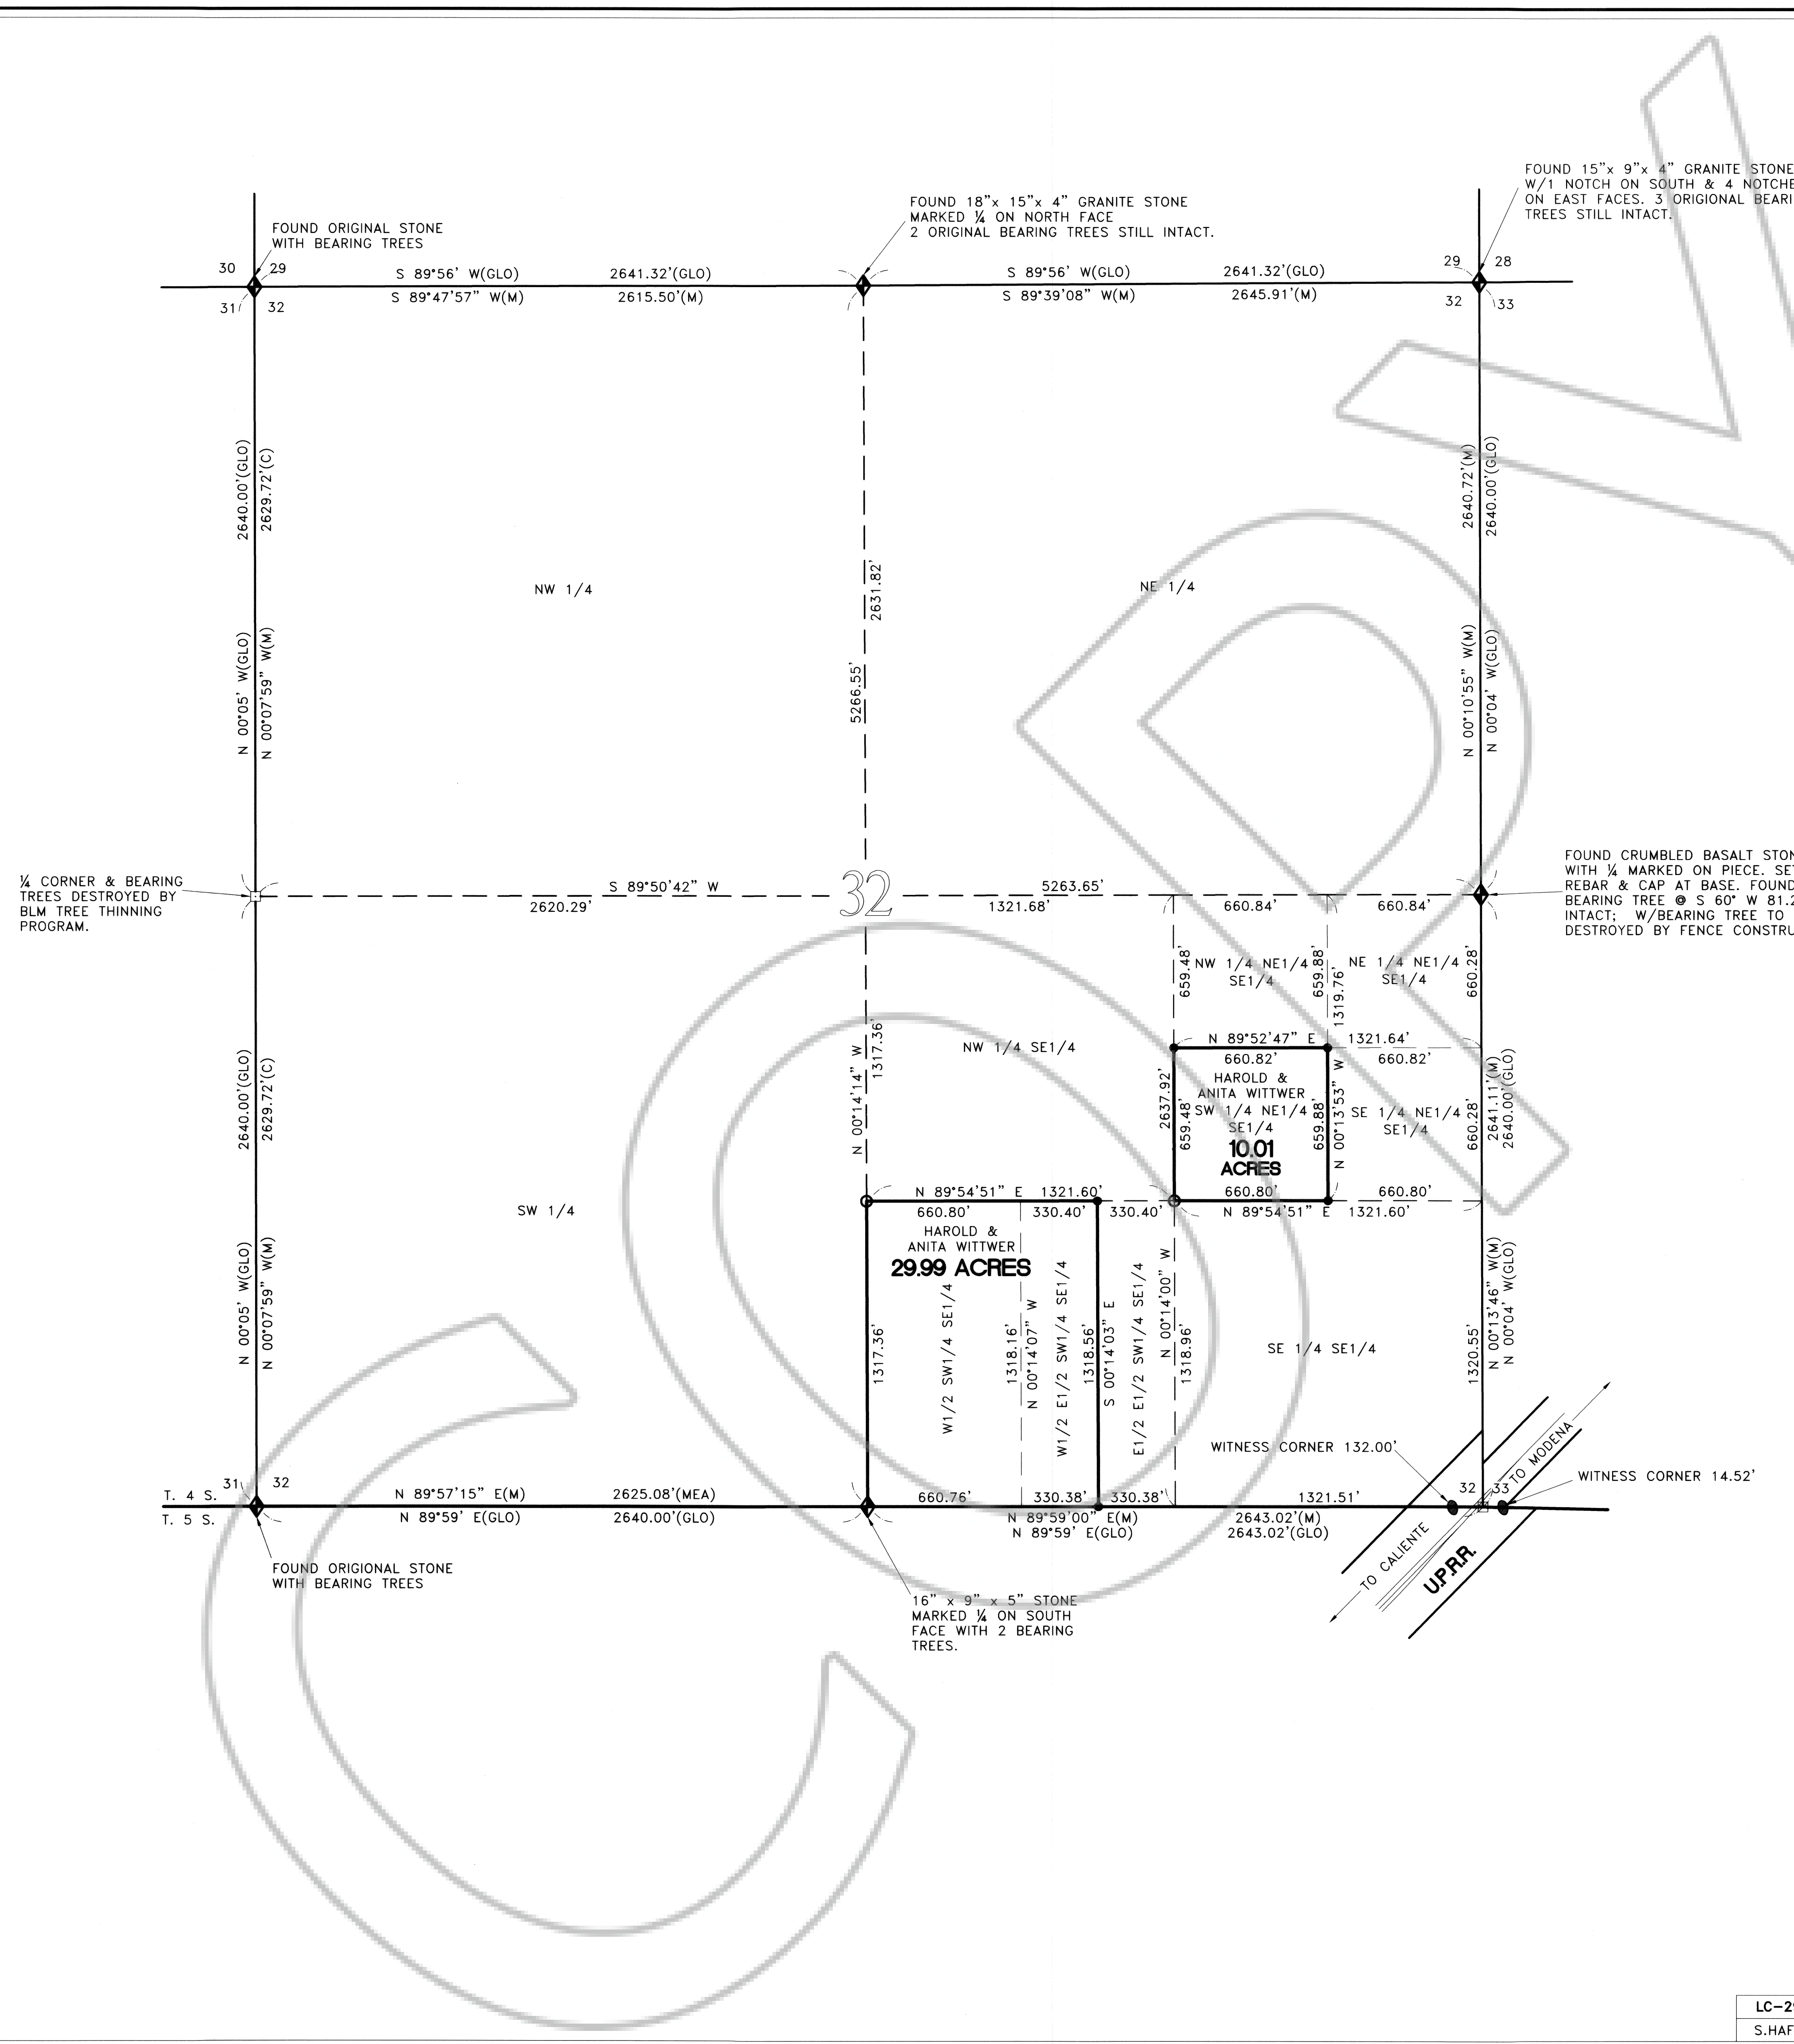 FOUND 15"x 9"x 4" GRANITE STONE
W/1 NOTCH ON SOUTH & 4 NOTCHE
ON EAST FACES. 3 ORIGIONAL BEARI
TREES STILL INTACT.
FOUND 18"x 15"x 4" GRANITE STONE
MARKED ¼ ON NORTH FACE
2 ORIGINAL BEARING TREES STILL INTACT.
FOUND ORIGINAL STONE
WITH BEARING TREES
30 29
31 32
S 89°56' W(GLO) 2641.32'(GLO)
S 89°47'57" W(M) 2615.50'(M)
S 89°56' W(GLO) 2641.32'(GLO)
S 89°39'08" W(M) 2645.91'(M)
29 28
32 33
2640.00'(GLO)
2629.72'(C)
N 00°05' W(GLO)
N 00°07'59" W(M)
NW 1/4
2631.82'
5266.55'
NE 1/4
2640.72'(M)
2640.00'(GLO)
N 00°10'55" W(M)
N 00°04' W(GLO)
¼ CORNER & BEARING
TREES DESTROYED BY
BLM TREE THINNING
PROGRAM.
S 89°50'42" W
2620.29'
32
5263.65'
1321.68'
660.84'
660.84'
FOUND CRUMBLED BASALT STON
WITH ¼ MARKED ON PIECE. SE
REBAR & CAP AT BASE. FOUND
BEARING TREE @ S 60° W 81.2
INTACT; W/BEARING TREE TO
DESTROYED BY FENCE CONSTRU
659.48'
NW 1/4 NE1/4
SE1/4
659.88'
1319.76'
NE 1/4 NE1/4
SE1/4
660.28'
2640.00'(GLO)
2629.72'(C)
N 00°05' W(GLO)
N 00°07'59" W(M)
SW 1/4
1317.36'
N 00°14'14" W
NW 1/4 SE1/4
N 89°52'47" E 1321.64'
660.82'
660.82'
2637.92'
659.48'
HAROLD &
ANITA WITTWER
SW 1/4 NE1/4
SE1/4
10.01
ACRES
659.88'
N 00°13'53" W
SE 1/4 NE1/4
SE1/4
660.28'
2641.11'(M)
2640.00'(GLO)
N 89°54'51" E 1321.60'
660.80'
330.40'
330.40'
660.80'
660.80'
N 89°54'51" E 1321.60'
HAROLD &
ANITA WITTWER
29.99 ACRES
1317.36'
W1/2 SW1/4 SE1/4
1318.16'
N 00°14'07" W
W1/2 E1/2 SW1/4 SE1/4
1318.56'
S 00°14'03" E
E1/2 E1/2 SW1/4 SE1/4
N 00°14'00" W
1318.96'
SE 1/4 SE1/4
1320.55'
N 00°13'46" W(M)
N 00°04' W(GLO)
WITNESS CORNER 132.00'
WITNESS CORNER 14.52'
TO MODENA
TO CALIENTE
U.P.R.R.
32 33
T. 4 S.
T. 5 S.
31 32
N 89°57'15" E(M) 2625.08'(MEA)
N 89°59' E(GLO) 2640.00'(GLO)
660.76'
330.38'
330.38'
1321.51'
N 89°59'00" E(M) 2643.02'(M)
N 89°59' E(GLO) 2643.02'(GLO)
FOUND ORIGIONAL STONE
WITH BEARING TREES
16" x 9" x 5" STONE
MARKED ¼ ON SOUTH
FACE WITH 2 BEARING
TREES.
COPY
LC-2
S.HAF